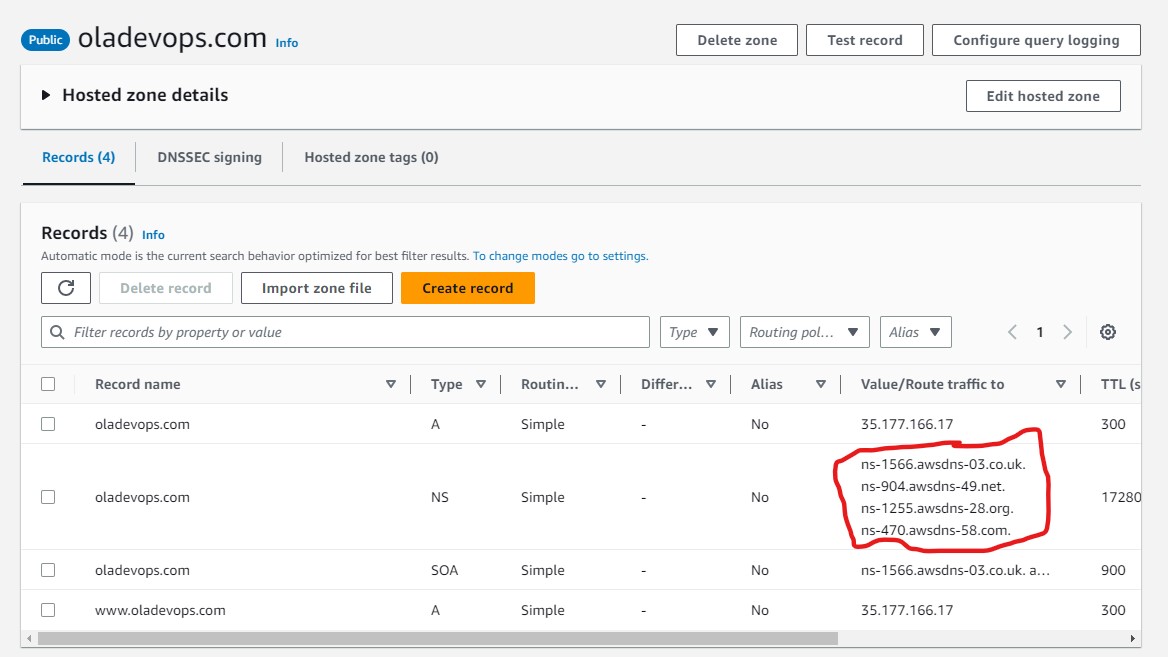 Public oladevops.com Info
Delete zone
Test record
Configure query logging
Hosted zone details
Edit hosted zone
Records (4)
DNSSEC signing
Hosted zone tags (0)
Records (4) Info
Automatic mode is the current search behavior optimized for best filter results. To change modes go to settings.
Delete record
Import zone file
Create record
Filter records by property or value
Type
Routing pol...
Alias
1
Record name Type Routin... Differ... Alias Value/Route traffic to TTL (s
oladevops.com A Simple - No 35.177.166.17 300
oladevops.com NS Simple - No
ns-1566.awsdns-03.co.uk.
ns-904.awsdns-49.net.
ns-1255.awsdns-28.org.
ns-470.awsdns-58.com.
17280
oladevops.com SOA Simple - No ns-1566.awsdns-03.co.uk. a... 900
www.oladevops.com A Simple - No 35.177.166.17 300